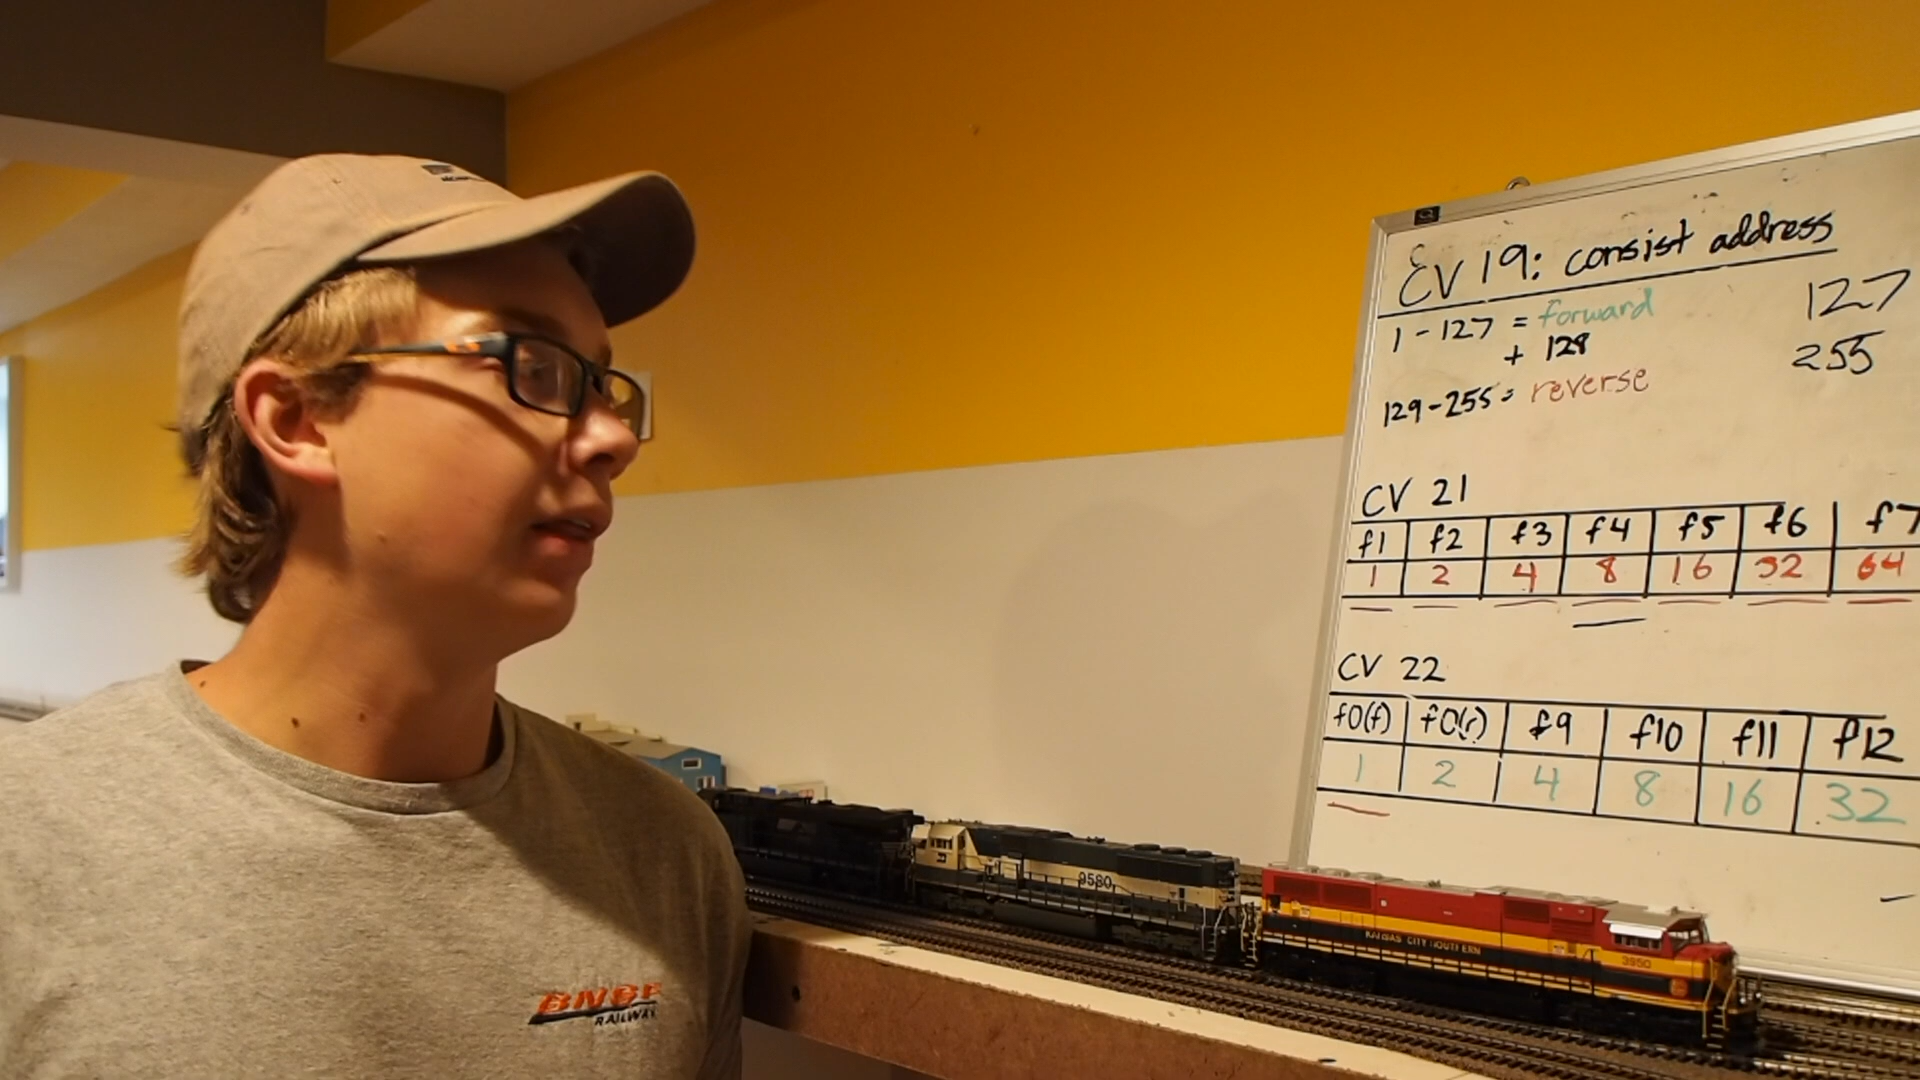 CV 19: consist address
1 - 127 = forward
+ 128
129 - 255 = reverse
127
255
CV 21
f1 f2 f3 f4 f5 f6 f7
1 2 4 8 16 32 64
CV 22
f0(f) f0(r) f9 f10 f11 f12
1 2 4 8 16 32
9580
KANSAS CITY SOUTHERN
3950
BNSF
RAILWAY